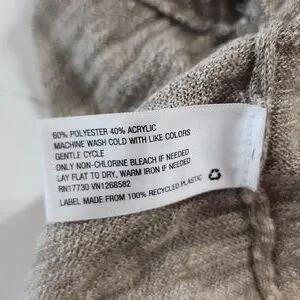 60% POLYESTER 40% ACRYLIC
MACHINE WASH COLD WITH LIKE COLORS
GENTLE CYCLE
ONLY NON-CHLORINE BLEACH IF NEEDED
LAY FLAT TO DRY, WARM IRON IF NEEDED
RN17730 VN1268582
LABEL MADE FROM 100% RECYCLED PLASTIC